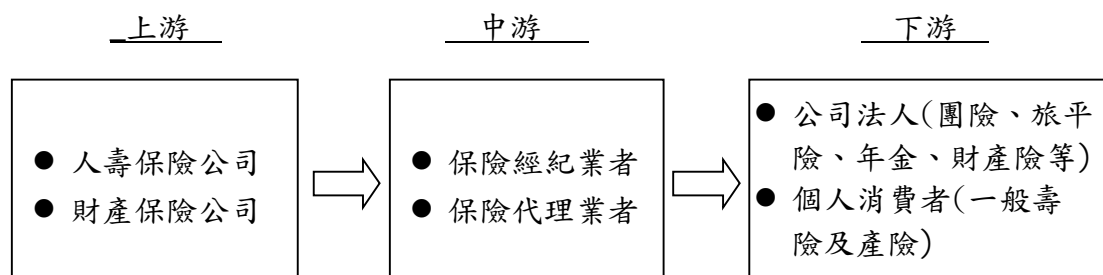 上游
中游
下游
● 人壽保險公司
● 財產保險公司
● 保險經紀業者
● 保險代理業者
● 公司法人(團險、旅平
險、年金、財產險等)
● 個人消費者(一般壽
險及產險)